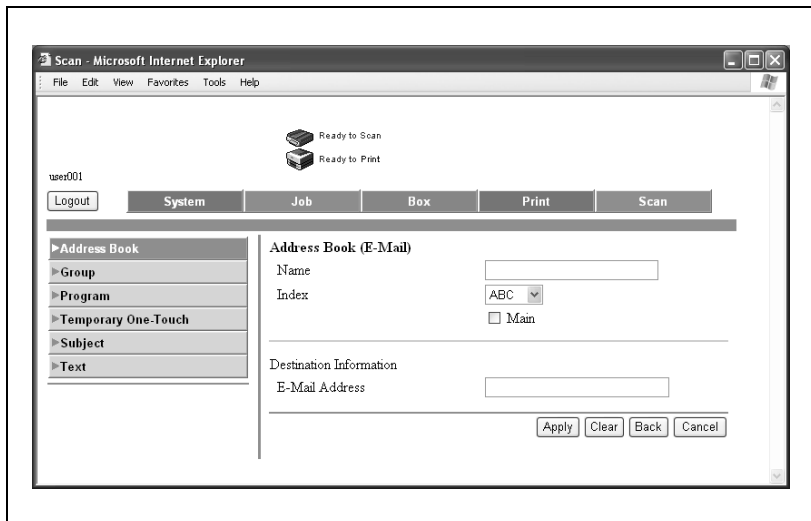 Scan - Microsoft Internet Explorer
File Edit View Favorites Tools Help
Ready to Scan
Ready to Print
user001
Logout System Job Box Print Scan
Address Book
Group
Program
Temporary One-Touch
Subject
Text
Address Book (E-Mail)
Name
Index ABC
Main
Destination Information
E-Mail Address
Apply Clear Back Cancel